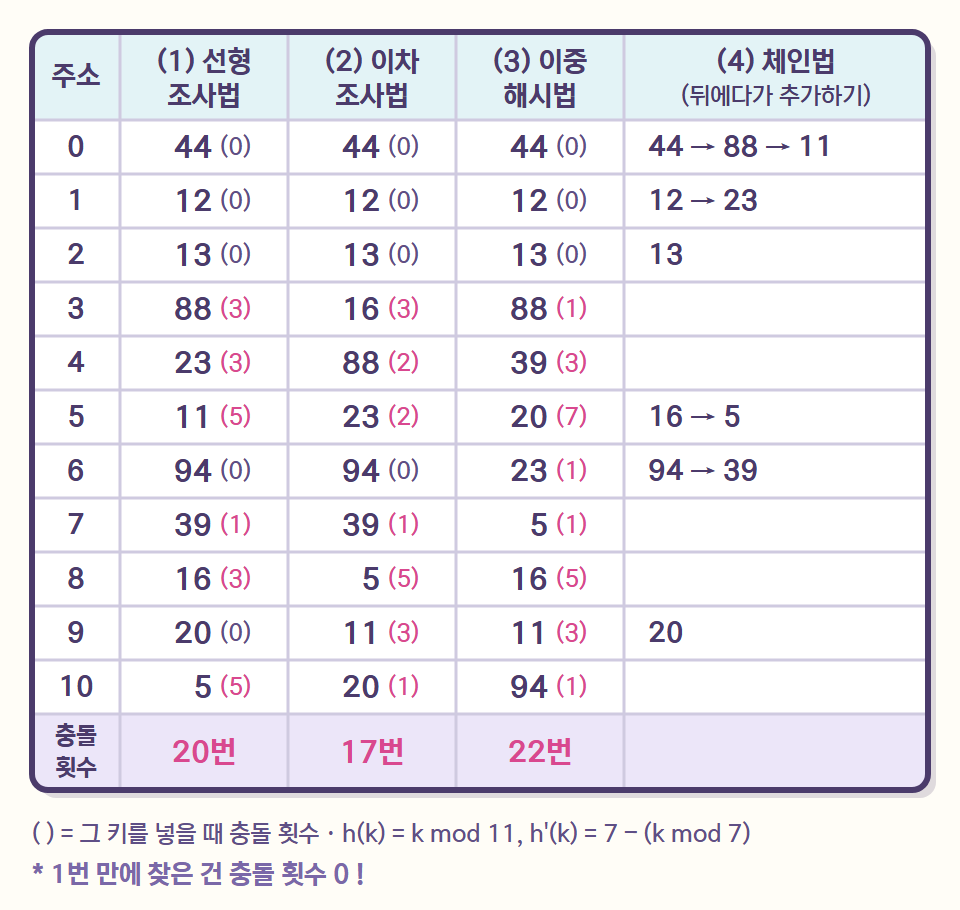 주소 (1) 선형 조사법 (2) 이차 조사법 (3) 이중 해시법 (4) 체인법 (뒤에다가 추가하기)
0 44 (0) 44 (0) 44 (0) 44 → 88 → 11
1 12 (0) 12 (0) 12 (0) 12 → 23
2 13 (0) 13 (0) 13 (0) 13
3 88 (3) 16 (3) 88 (1)
4 23 (3) 88 (2) 39 (3)
5 11 (5) 23 (2) 20 (7) 16 → 5
6 94 (0) 94 (0) 23 (1) 94 → 39
7 39 (1) 39 (1) 5 (1)
8 16 (3) 5 (5) 16 (5)
9 20 (0) 11 (3) 11 (3) 20
10 5 (5) 20 (1) 94 (1)
충돌 횟수 20번 17번 22번
( ) = 그 키를 넣을 때 충돌 횟수 · h(k) = k mod 11, h'(k) = 7 − (k mod 7)
* 1번 만에 찾은 건 충돌 횟수 0 !